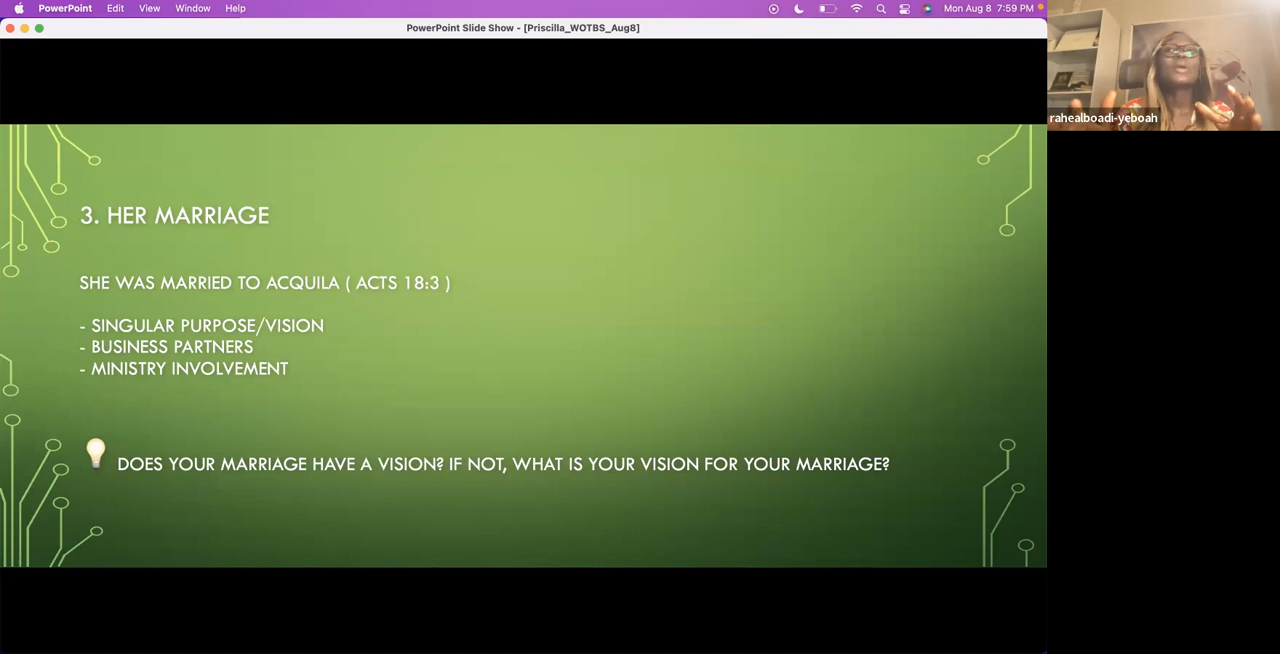 PowerPoint Edit View Window Help Mon Aug 8 7:59 PM
PowerPoint Slide Show - [Priscilla_WOTBS_Aug8]
rahealboadi-yeboah
3. HER MARRIAGE
SHE WAS MARRIED TO ACQUILA ( ACTS 18:3 )
- SINGULAR PURPOSE/VISION
- BUSINESS PARTNERS
- MINISTRY INVOLVEMENT
DOES YOUR MARRIAGE HAVE A VISION? IF NOT, WHAT IS YOUR VISION FOR YOUR MARRIAGE?